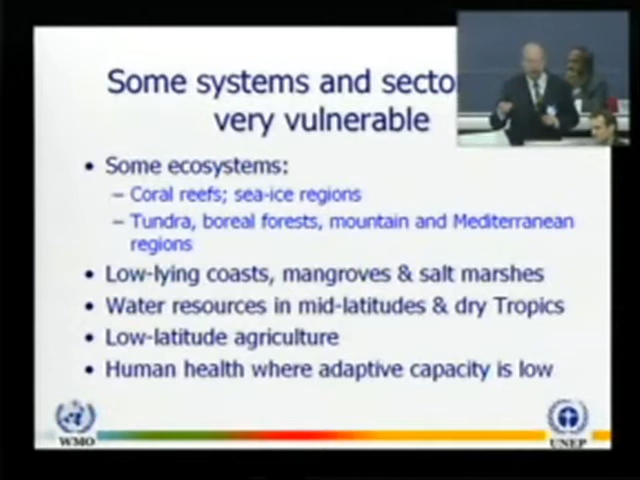 Some systems and secto
very vulnerable
• Some ecosystems:
– Coral reefs; sea-ice regions
– Tundra, boreal forests, mountain and Mediterranean
regions
• Low-lying coasts, mangroves & salt marshes
• Water resources in mid-latitudes & dry Tropics
• Low-latitude agriculture
• Human health where adaptive capacity is low
WMO
UNEP